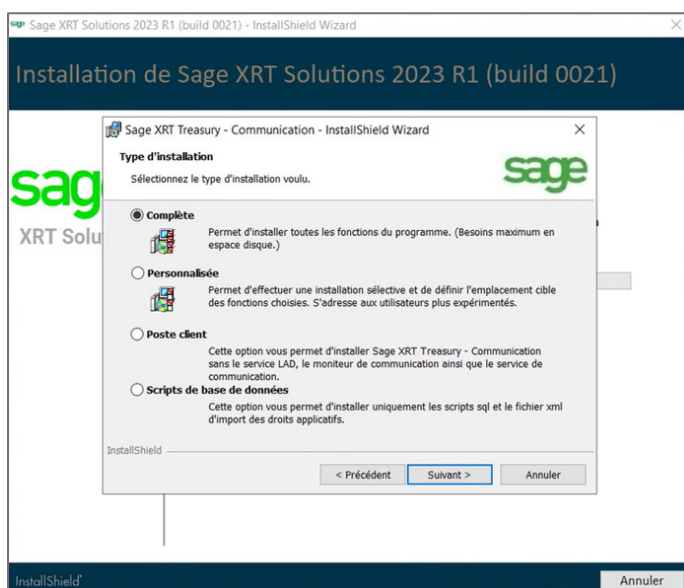 Sage XRT Solutions 2023 R1 (build 0021) - InstallShield Wizard
Installation de Sage XRT Solutions 2023 R1 (build 0021)
Sage XRT Treasury - Communication - InstallShield Wizard
Type d'installation
Sélectionnez le type d'installation voulu.
sage
sag
XRT Solu
Complète
Permet d'installer toutes les fonctions du programme. (Besoins maximum en
espace disque.)
Personnalisée
Permet d'effectuer une installation sélective et de définir l'emplacement cible
des fonctions choisies. S'adresse aux utilisateurs plus expérimentés.
Poste client
Cette option vous permet d'installer Sage XRT Treasury - Communication
sans le service LAD, le moniteur de communication ainsi que le service de
communication.
Scripts de base de données
Cette option vous permet d'installer uniquement les scripts sql et le fichier xml
d'import des droits applicatifs.
InstallShield
< Précédent
Suivant >
Annuler
InstallShield
Annuler